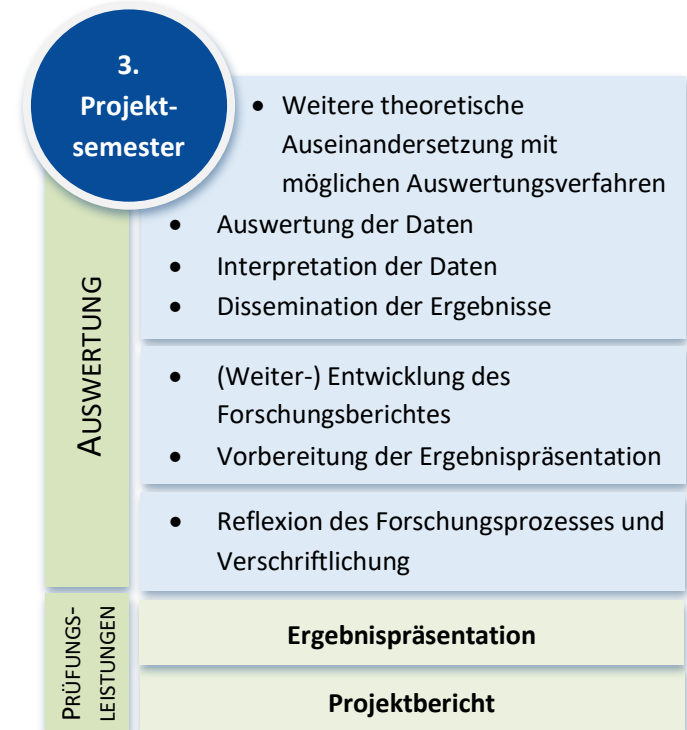 3.
Projekt-
semester
• Weitere theoretische
Auseinandersetzung mit
möglichen Auswertungsverfahren
• Auswertung der Daten
• Interpretation der Daten
• Dissemination der Ergebnisse
AUSWERTUNG
• (Weiter-) Entwicklung des
Forschungsberichtes
• Vorbereitung der Ergebnispräsentation
• Reflexion des Forschungsprozesses und
Verschriftlichung
PRÜFUNGS-
LEISTUNGEN
Ergebnispräsentation
Projektbericht